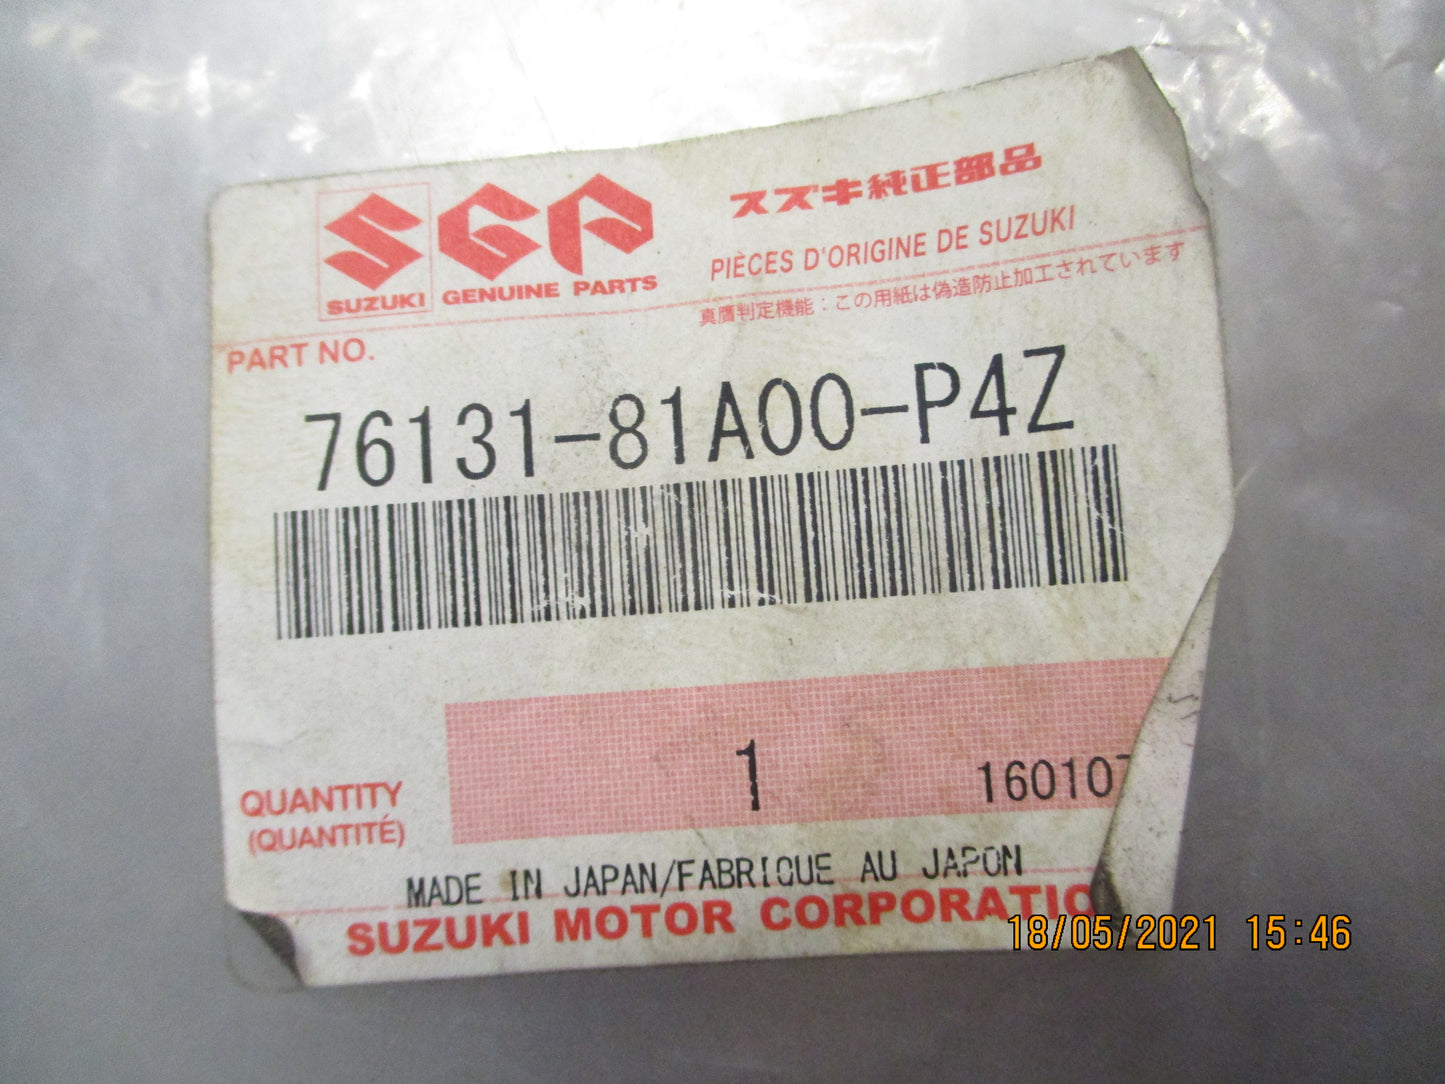 SGP
スズキ純正部品
SUZUKI GENUINE PARTS
PIÈCES D'ORIGINE DE SUZUKI
真贋判定機能：この用紙は偽造防止加工されています
PART NO.
76131-81A00-P4Z
1
160107
QUANTITY
(QUANTITÉ)
MADE IN JAPAN/FABRIQUE AU JAPON
SUZUKI MOTOR CORPORATIO
18/05/2021 15:46